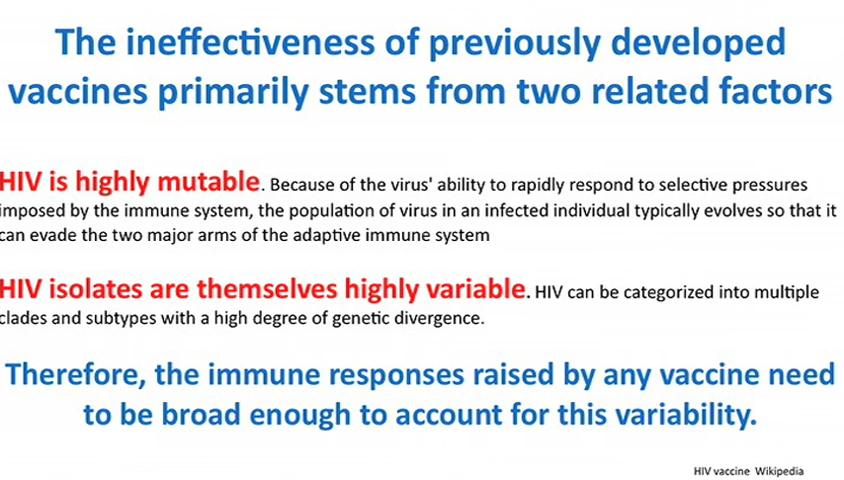 The ineffectiveness of previously developed
vaccines primarily stems from two related factors
HIV is highly mutable. Because of the virus' ability to rapidly respond to selective pressures
imposed by the immune system, the population of virus in an infected individual typically evolves so that it
can evade the two major arms of the adaptive immune system
HIV isolates are themselves highly variable. HIV can be categorized into multiple
clades and subtypes with a high degree of genetic divergence.
Therefore, the immune responses raised by any vaccine need
to be broad enough to account for this variability.
HIV vaccine Wikipedia